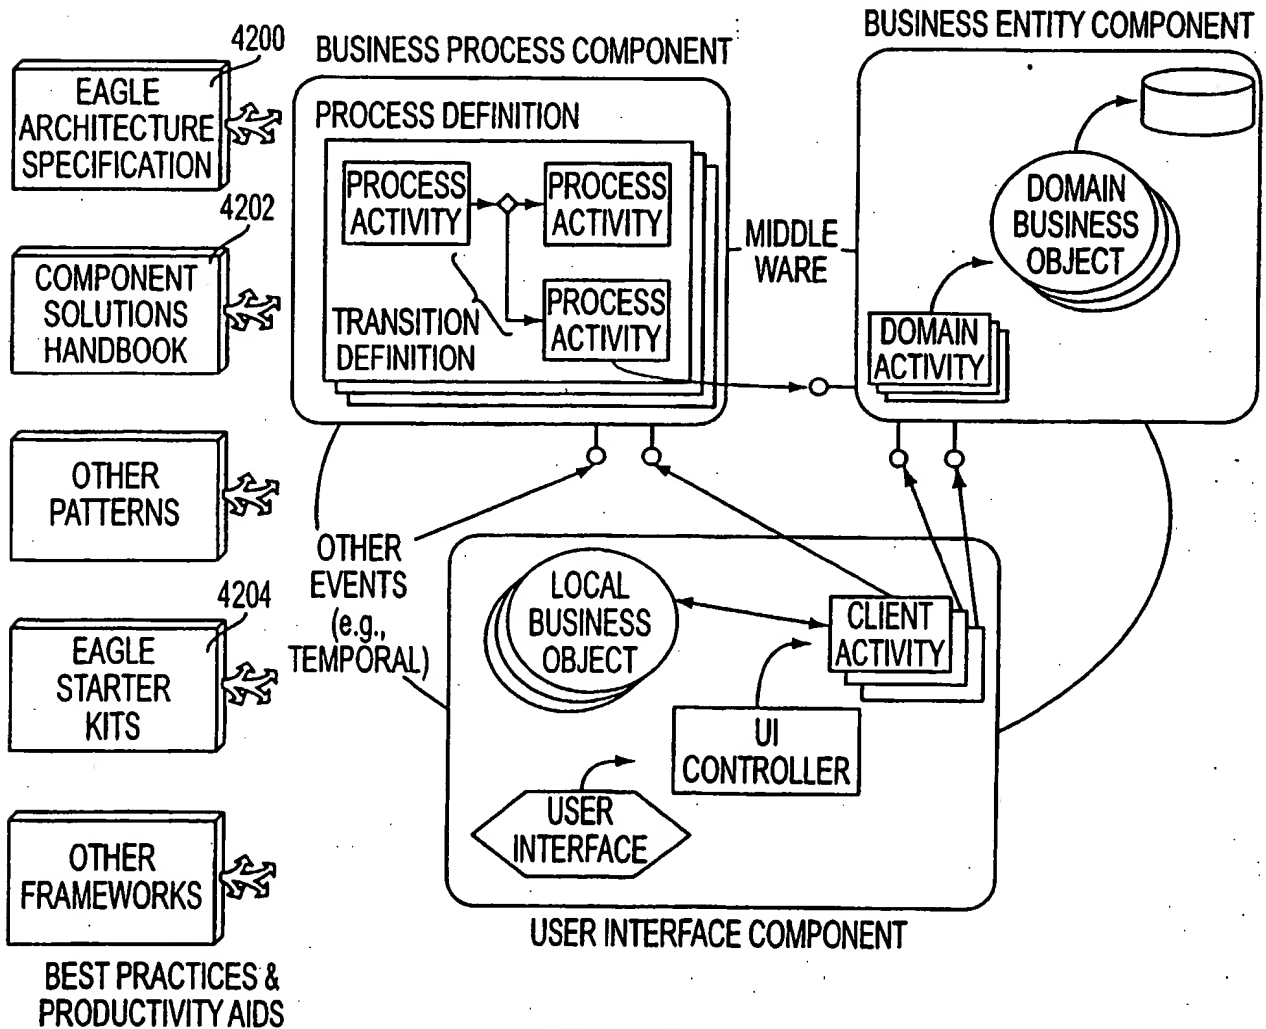 4200
EAGLE
ARCHITECTURE
SPECIFICATION
4202
COMPONENT
SOLUTIONS
HANDBOOK
OTHER
PATTERNS
4204
EAGLE
STARTER
KITS
OTHER
FRAMEWORKS
BEST PRACTICES &
PRODUCTIVITY AIDS
BUSINESS PROCESS COMPONENT
PROCESS DEFINITION
PROCESS
ACTIVITY
PROCESS
ACTIVITY
PROCESS
ACTIVITY
TRANSITION
DEFINITION
MIDDLE
WARE
BUSINESS ENTITY COMPONENT
DOMAIN
BUSINESS
OBJECT
DOMAIN
ACTIVITY
OTHER
EVENTS
(e.g.,
TEMPORAL)
LOCAL
BUSINESS
OBJECT
CLIENT
ACTIVITY
UI
CONTROLLER
USER
INTERFACE
USER INTERFACE COMPONENT